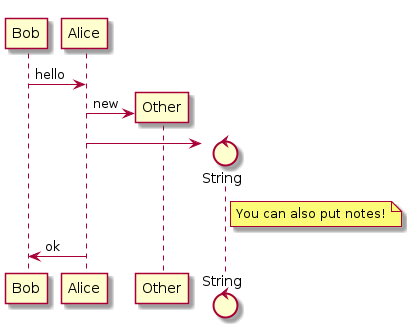 Bob Alice
hello
new Other
String
You can also put notes!
ok
Bob Alice Other String